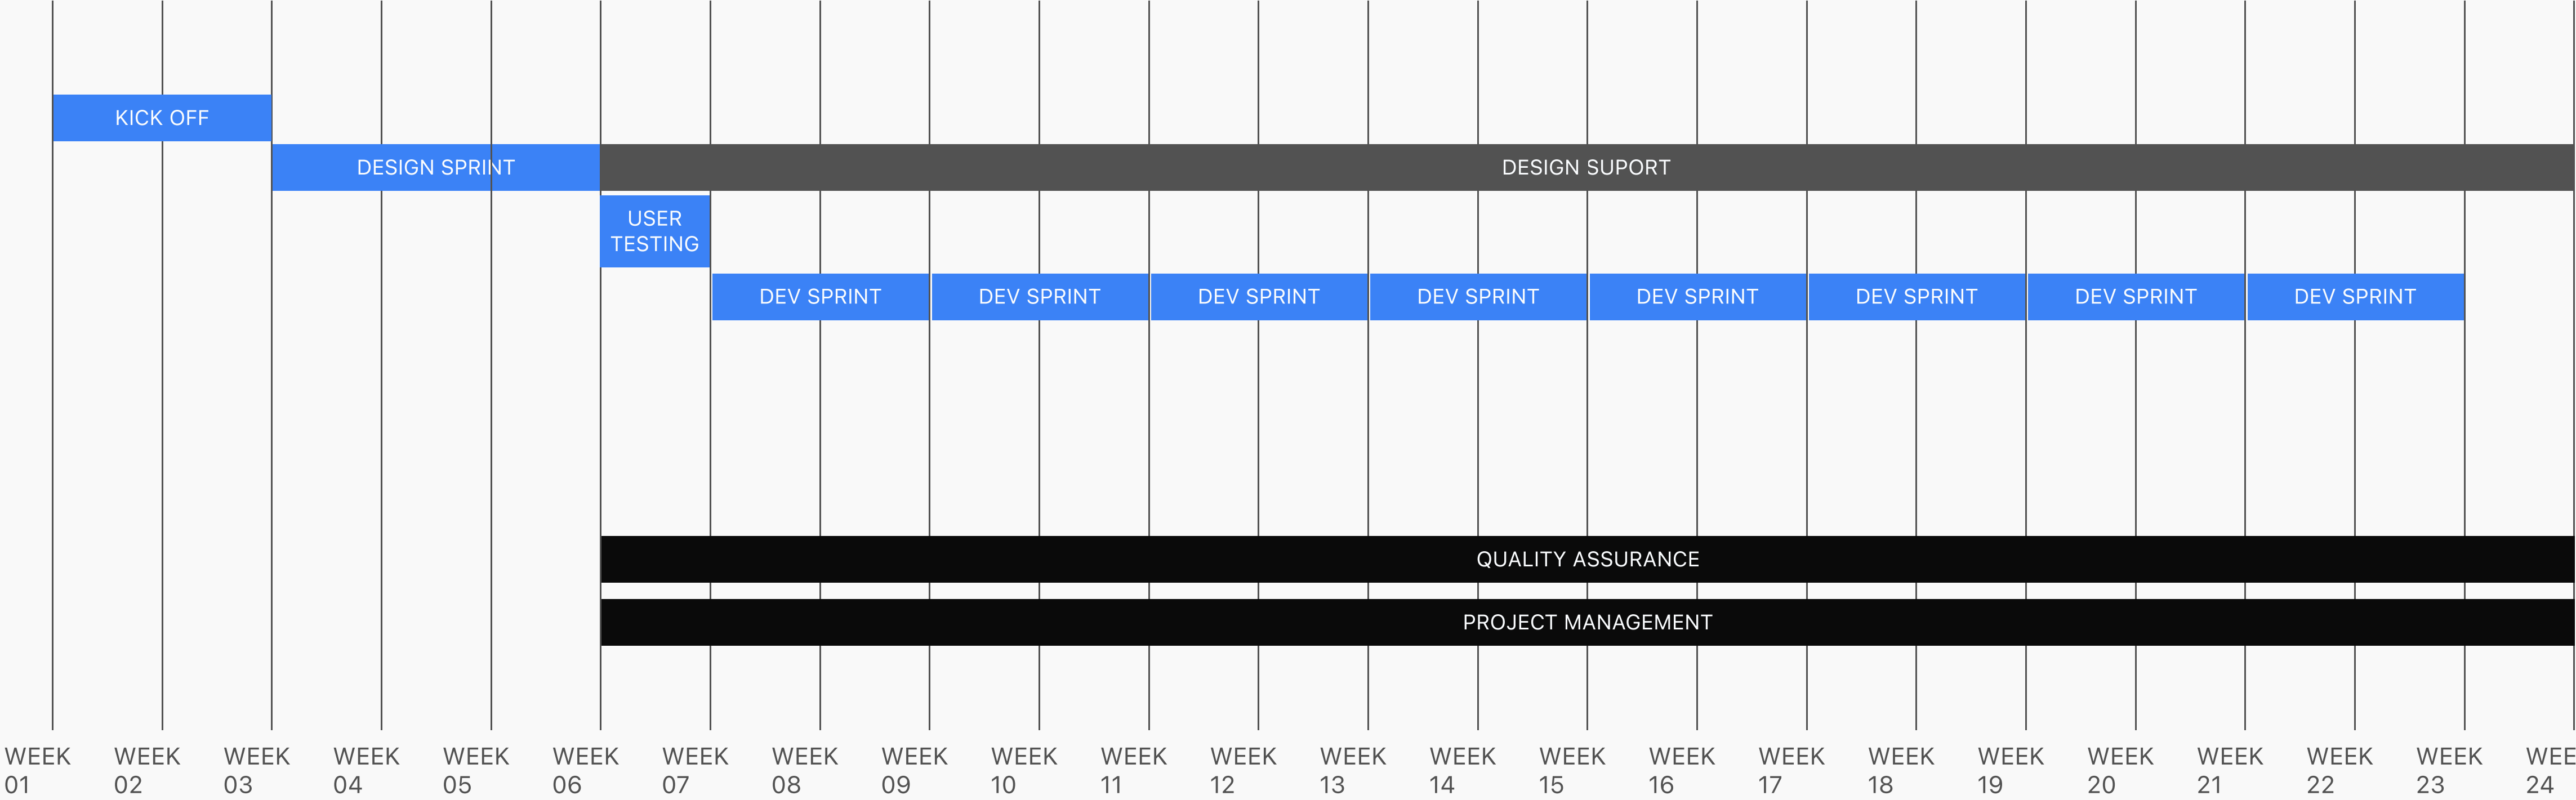 KICK OFF
DESIGN SPRINT
DESIGN SUPORT
USER
TESTING
DEV SPRINT
DEV SPRINT
DEV SPRINT
DEV SPRINT
DEV SPRINT
DEV SPRINT
DEV SPRINT
DEV SPRINT
QUALITY ASSURANCE
PROJECT MANAGEMENT
WEEK
01
WEEK
02
WEEK
03
WEEK
04
WEEK
05
WEEK
06
WEEK
07
WEEK
08
WEEK
09
WEEK
10
WEEK
11
WEEK
12
WEEK
13
WEEK
14
WEEK
15
WEEK
16
WEEK
17
WEEK
18
WEEK
19
WEEK
20
WEEK
21
WEEK
22
WEEK
23
WEE
24